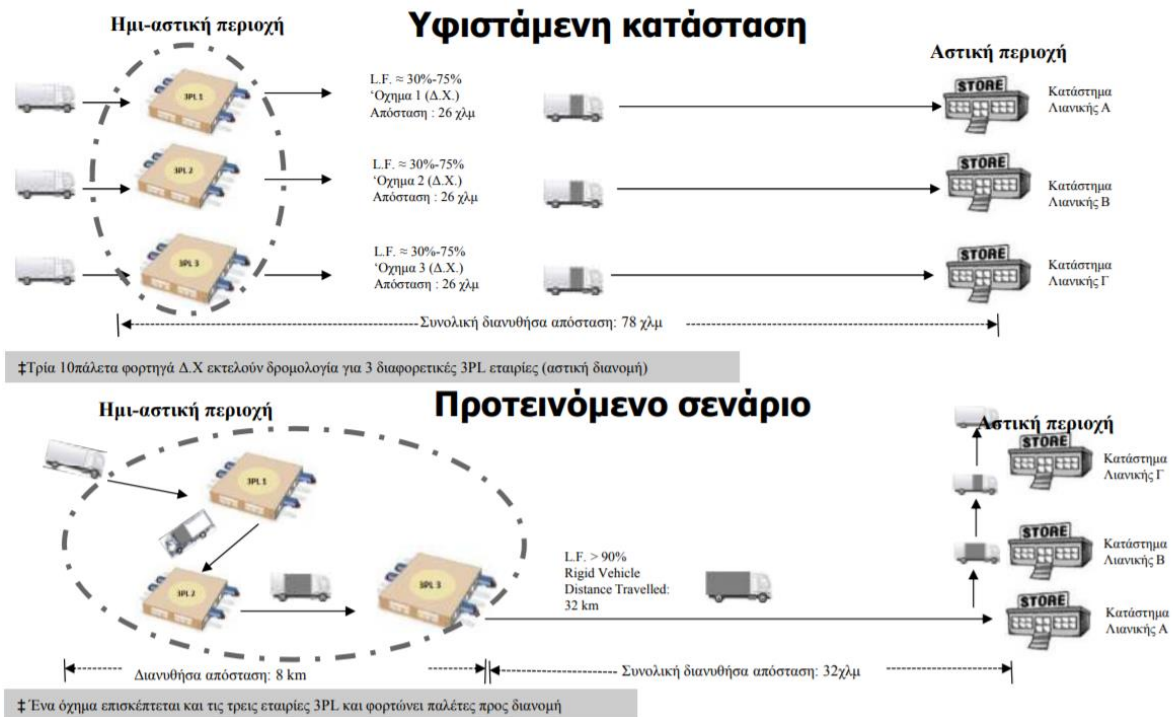 Υφιστάμενη κατάσταση
Ημι-αστική περιοχή
Αστική περιοχή
3PL 1
L.F. ≈ 30%-75%
‘Οχημα 1 (Δ.Χ.)
Απόσταση : 26 χλμ
STORE
Κατάστημα
Λιανικής Α
3PL 2
L.F. ≈ 30%-75%
‘Οχημα 2 (Δ.Χ.)
Απόσταση : 26 χλμ
STORE
Κατάστημα
Λιανικής Β
3PL 3
L.F. ≈ 30%-75%
‘Οχημα 3 (Δ.Χ.)
Απόσταση : 26 χλμ
STORE
Κατάστημα
Λιανικής Γ
Συνολική διανυθήσα απόσταση: 78 χλμ
‡Τρία 10πάλετα φορτηγά Δ.Χ εκτελούν δρομολόγια για 3 διαφορετικές 3PL εταιρίες (αστική διανομή)
Προτεινόμενο σενάριο
Ημι-αστική περιοχή
Αστική περιοχή
3PL 1
STORE
Κατάστημα
Λιανικής Γ
3PL 2
3PL 3
L.F. > 90%
Rigid Vehicle
Distance Travelled:
32 km
STORE
Κατάστημα
Λιανικής Β
STORE
Κατάστημα
Λιανικής Α
Διανυθήσα απόσταση: 8 km
Συνολική διανυθήσα απόσταση: 32χλμ
‡ Ένα όχημα επισκέπτεται και τις τρεις εταιρίες 3PL και φορτώνει παλέτες προς διανομή